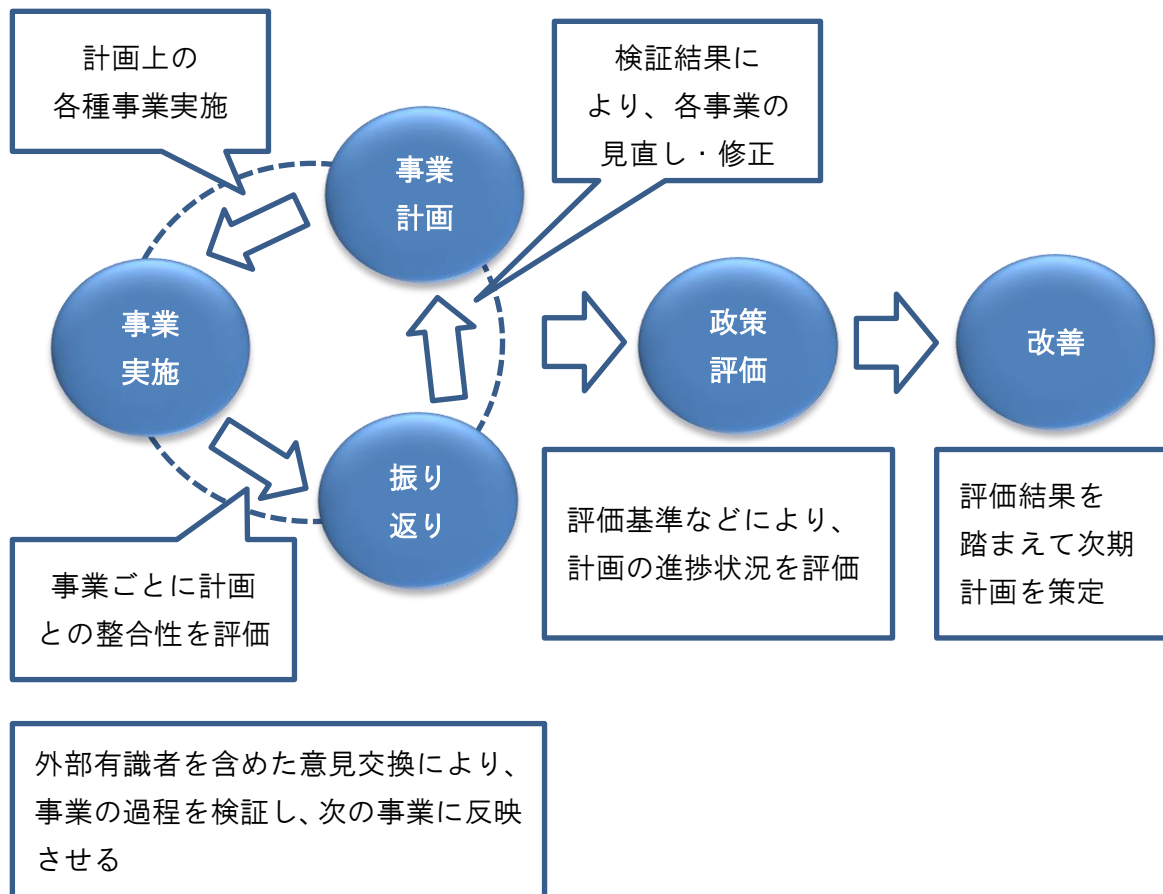 計画上の
各種事業実施
検証結果に
より、各事業の
見直し・修正
事業
計画
事業
実施
振り
返り
政策
評価
改善
事業ごとに計画
との整合性を評価
評価基準などにより、
計画の進捗状況を評価
評価結果を
踏まえて次期
計画を策定
外部有識者を含めた意見交換により、
事業の過程を検証し、次の事業に反映
させる